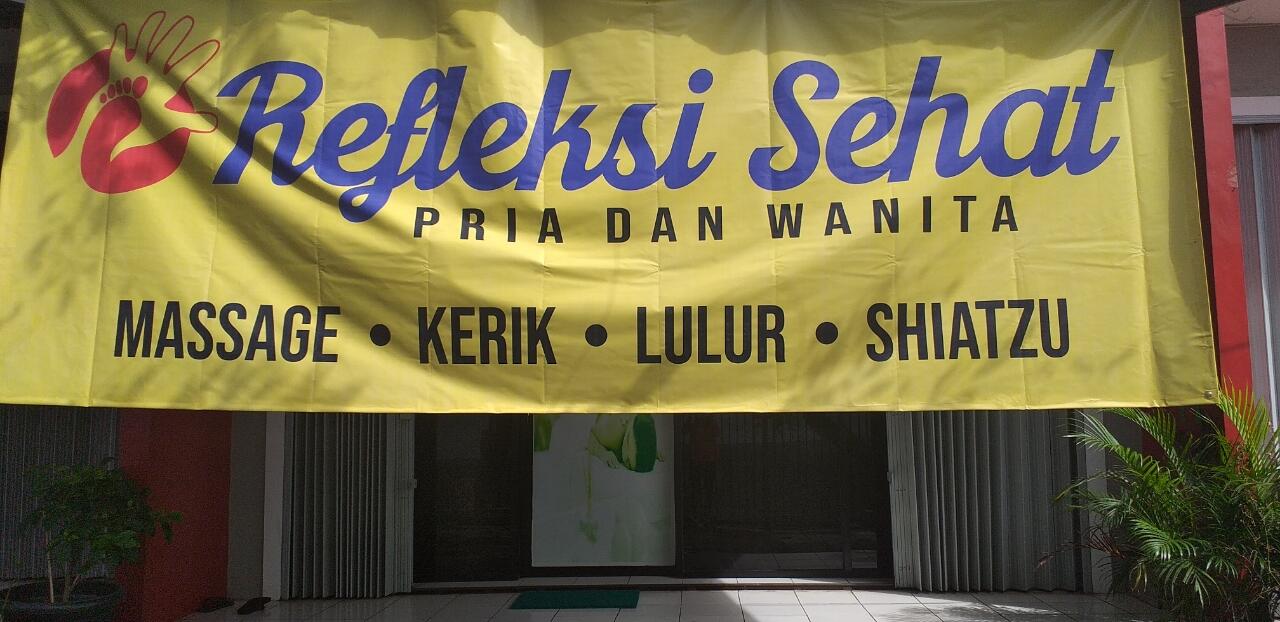 Refleksi Sehat
PRIA DAN WANITA
MASSAGE • KERIK • LULUR • SHIATZU